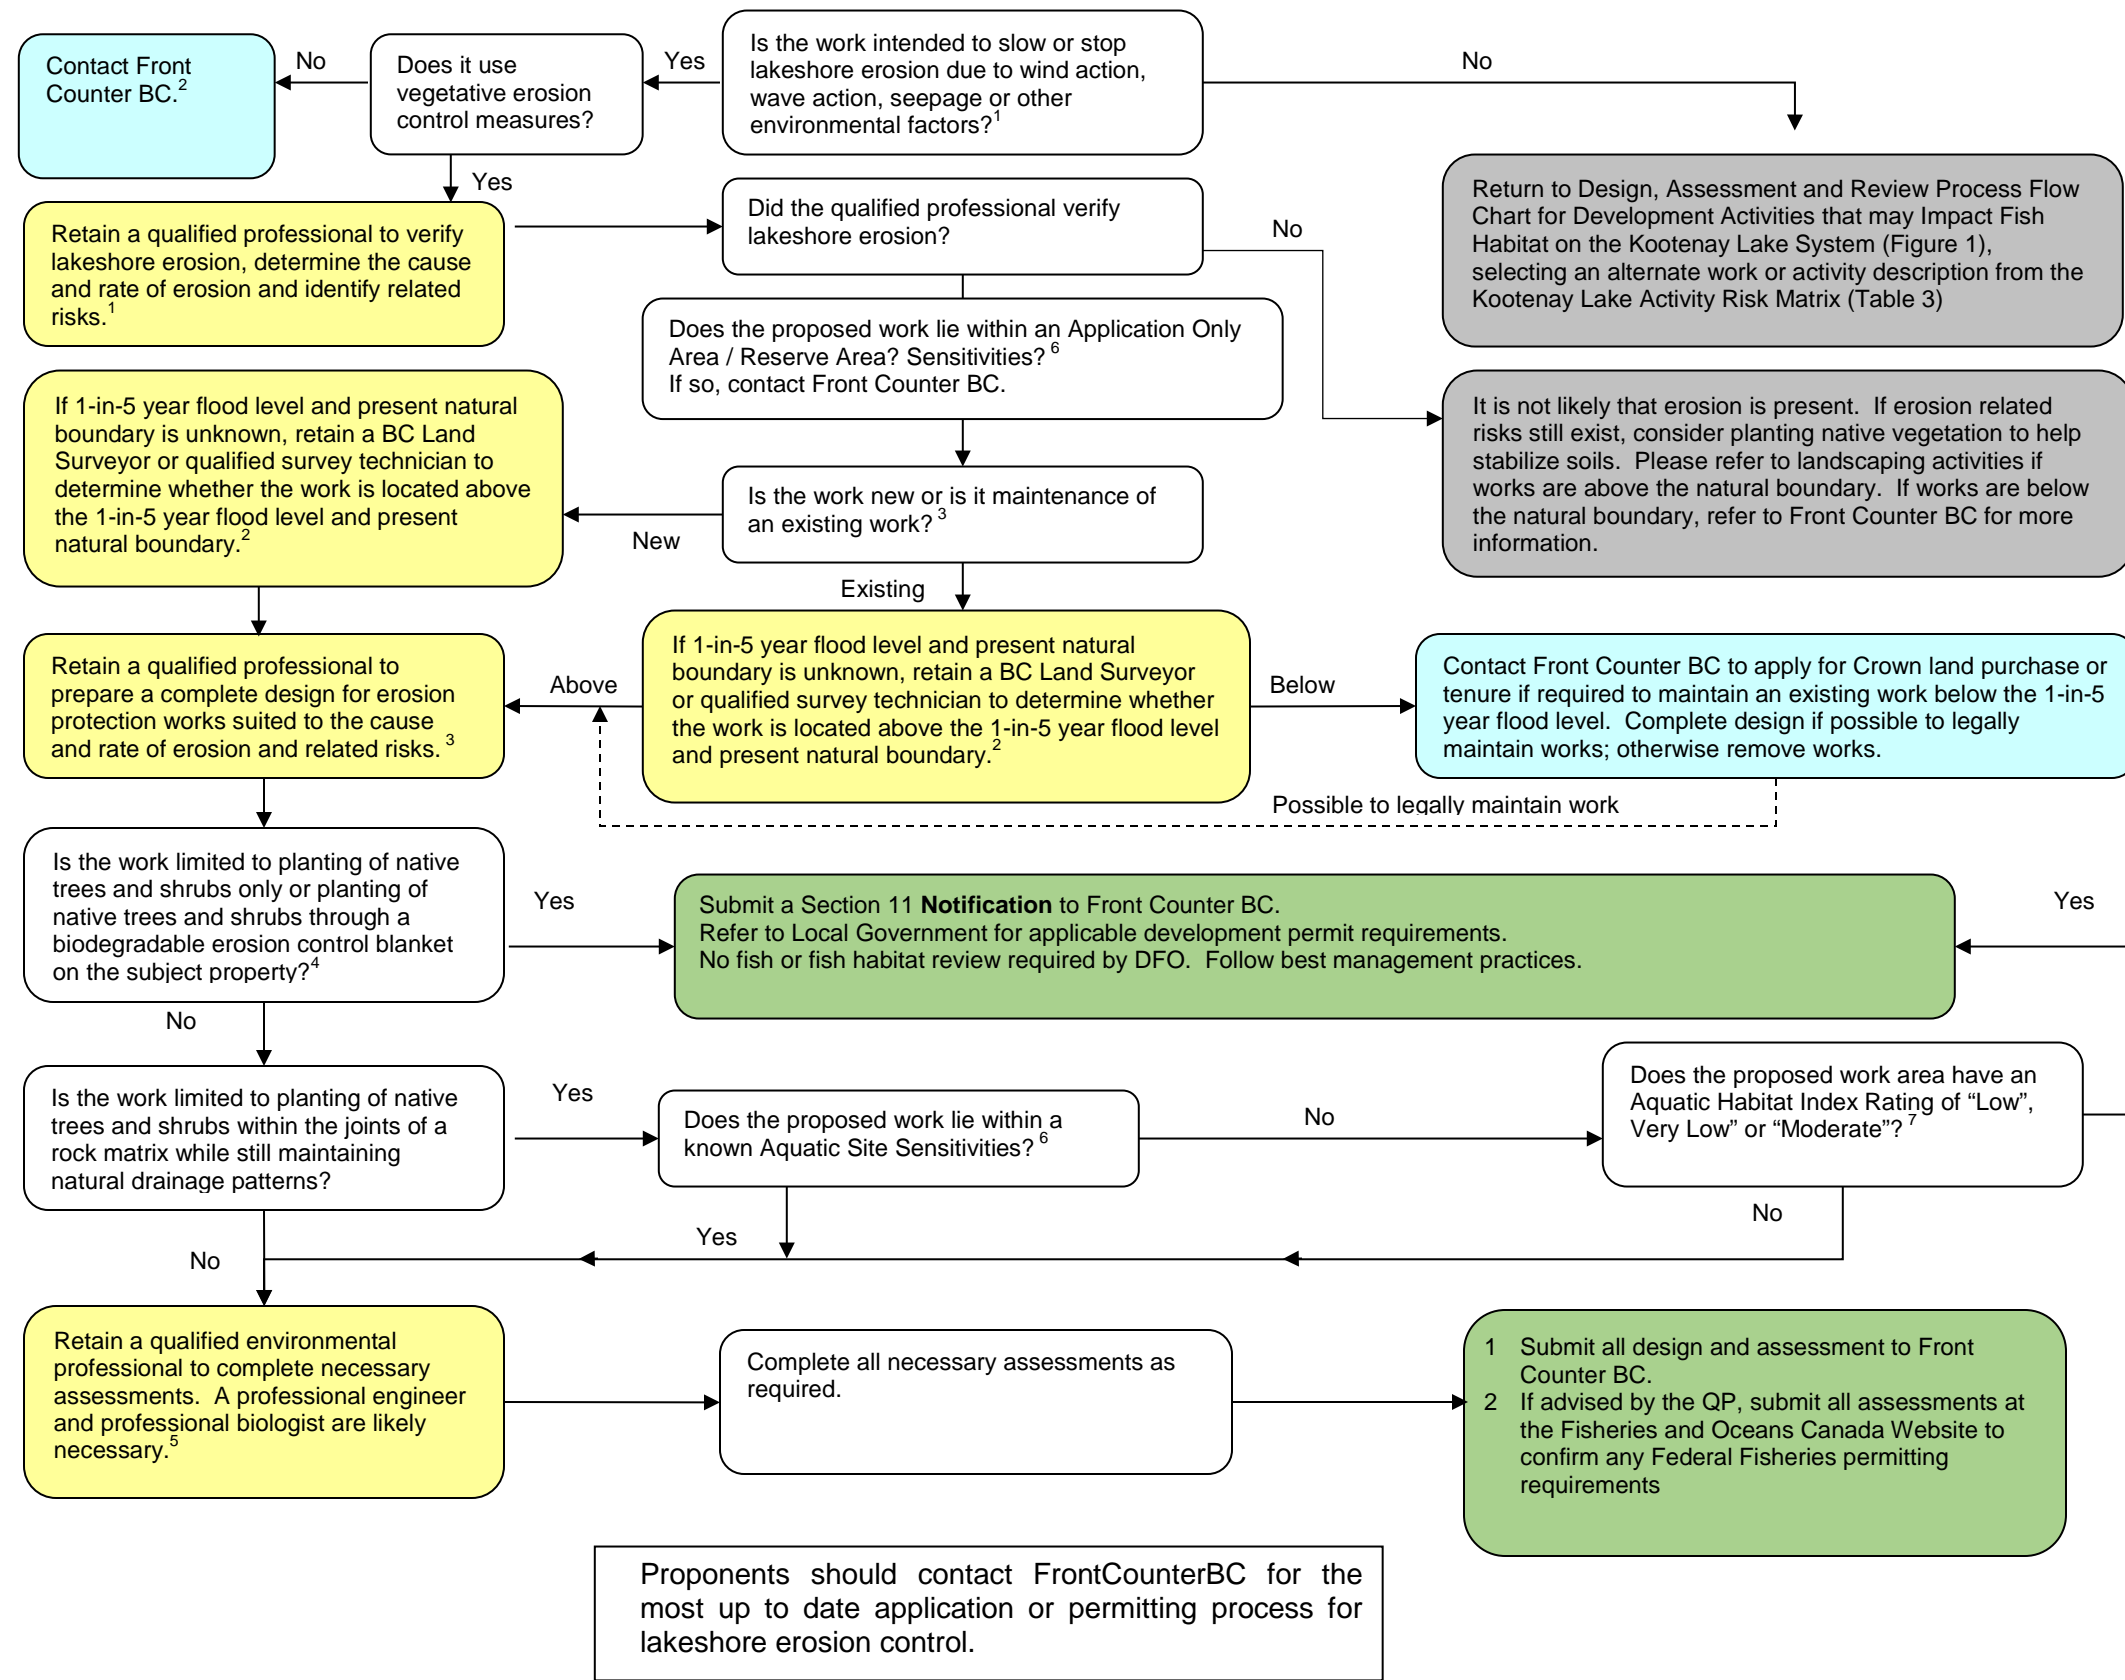 Is the work intended to slow or stop
lakeshore erosion due to wind action,
wave action, seepage or other
environmental factors?1
Yes
No
Does it use
vegetative erosion
control measures?
No
Contact Front
Counter BC.2
Yes
Retain a qualified professional to verify
lakeshore erosion, determine the cause
and rate of erosion and identify related
risks.1
Did the qualified professional verify
lakeshore erosion?
No
Return to Design, Assessment and Review Process Flow
Chart for Development Activities that may Impact Fish
Habitat on the Kootenay Lake System (Figure 1),
selecting an alternate work or activity description from the
Kootenay Lake Activity Risk Matrix (Table 3)
Does the proposed work lie within an Application Only
Area / Reserve Area? Sensitivities? 6
If so, contact Front Counter BC.
It is not likely that erosion is present. If erosion related
risks still exist, consider planting native vegetation to help
stabilize soils. Please refer to landscaping activities if
works are above the natural boundary. If works are below
the natural boundary, refer to Front Counter BC for more
information.
Is the work new or is it maintenance of
an existing work? 3
New
Existing
If 1-in-5 year flood level and present natural
boundary is unknown, retain a BC Land
Surveyor or qualified survey technician to
determine whether the work is located above
the 1-in-5 year flood level and present
natural boundary.2
If 1-in-5 year flood level and present natural
boundary is unknown, retain a BC Land Surveyor
or qualified survey technician to determine whether
the work is located above the 1-in-5 year flood level
and present natural boundary.2
Above
Below
Contact Front Counter BC to apply for Crown land purchase or
tenure if required to maintain an existing work below the 1-in-5
year flood level. Complete design if possible to legally
maintain works; otherwise remove works.
Possible to legally maintain work
Retain a qualified professional to
prepare a complete design for erosion
protection works suited to the cause
and rate of erosion and related risks. 3
Is the work limited to planting of native
trees and shrubs only or planting of
native trees and shrubs through a
biodegradable erosion control blanket
on the subject property?4
Yes
Submit a Section 11 Notification to Front Counter BC.
Refer to Local Government for applicable development permit requirements.
No fish or fish habitat review required by DFO. Follow best management practices.
Yes
No
Is the work limited to planting of native
trees and shrubs within the joints of a
rock matrix while still maintaining
natural drainage patterns?
Yes
Does the proposed work lie within a
known Aquatic Site Sensitivities? 6
No
Does the proposed work area have an
Aquatic Habitat Index Rating of “Low”,
Very Low” or “Moderate”? 7
No
Yes
No
Retain a qualified environmental
professional to complete necessary
assessments. A professional engineer
and professional biologist are likely
necessary.5
Complete all necessary assessments as
required.
1 Submit all design and assessment to Front
Counter BC.
2 If advised by the QP, submit all assessments at
the Fisheries and Oceans Canada Website to
confirm any Federal Fisheries permitting
requirements
Proponents should contact FrontCounterBC for the
most up to date application or permitting process for
lakeshore erosion control.